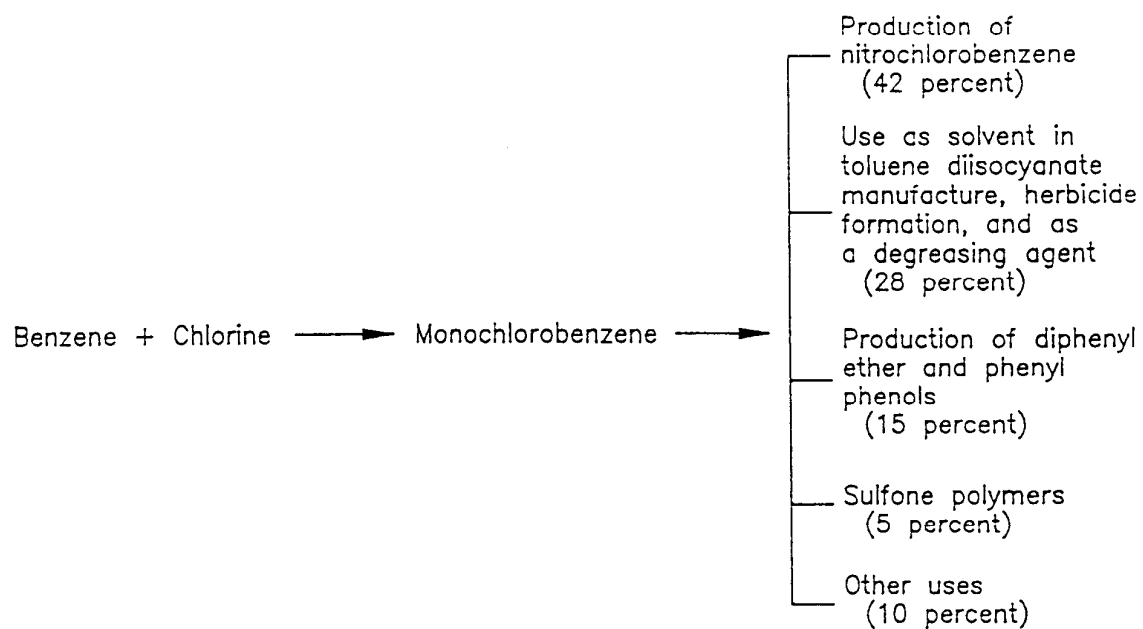 Production of
nitrochlorobenzene
(42 percent)
Use as solvent in
toluene diisocyanate
manufacture, herbicide
formation, and as
a degreasing agent
(28 percent)
Benzene + Chlorine
Monochlorobenzene
Production of diphenyl
ether and phenyl
phenols
(15 percent)
Sulfone polymers
(5 percent)
Other uses
(10 percent)